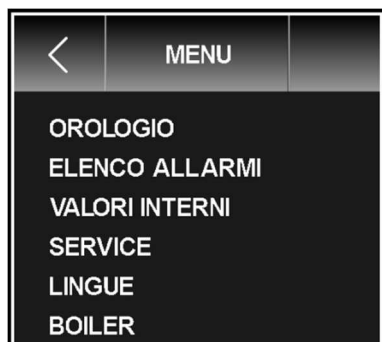 MENU
OROLOGIO
ELENCO ALLARMI
VALORI INTERNI
SERVICE
LINGUE
BOILER